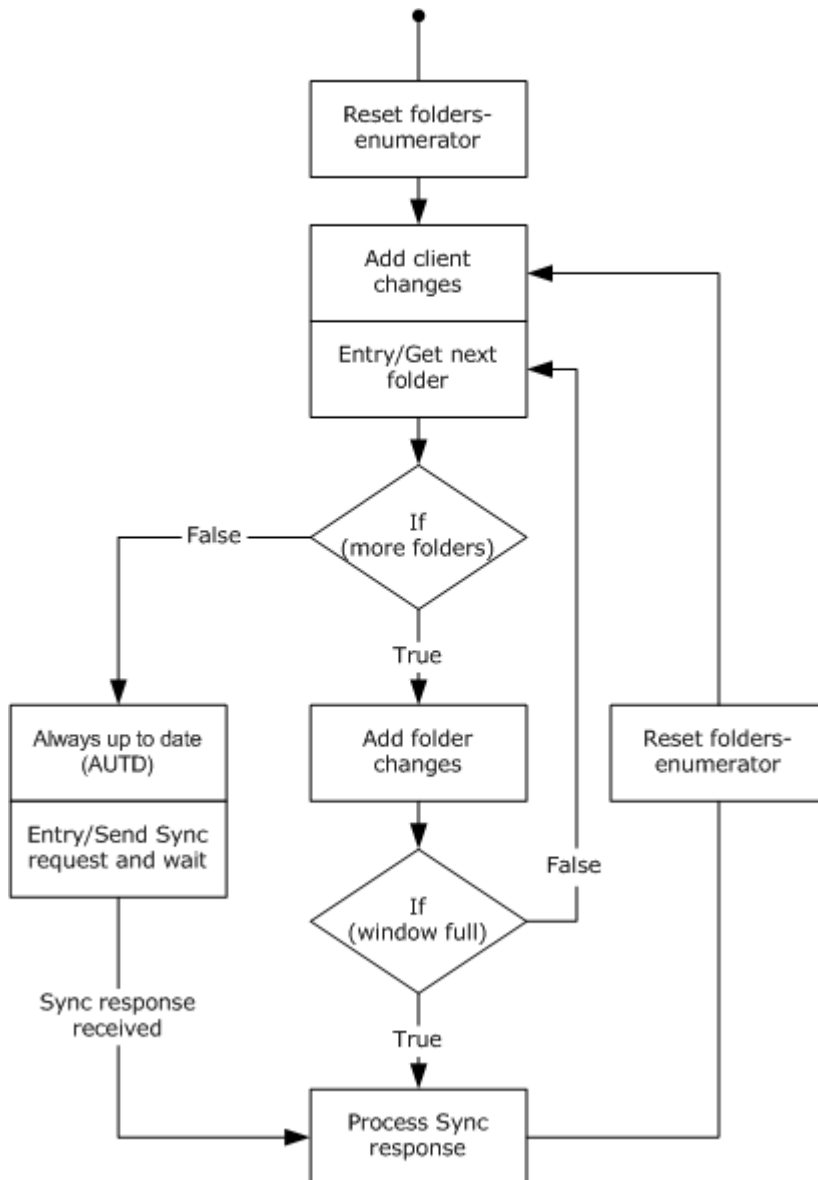 Reset folders-
enumerator
Add client
changes
Entry/Get next
folder
If
(more folders)
False
True
Always up to date
(AUTD)
Entry/Send Sync
request and wait
Add folder
changes
Reset folders-
enumerator
If
(window full)
False
Sync response
received
True
Process Sync
response